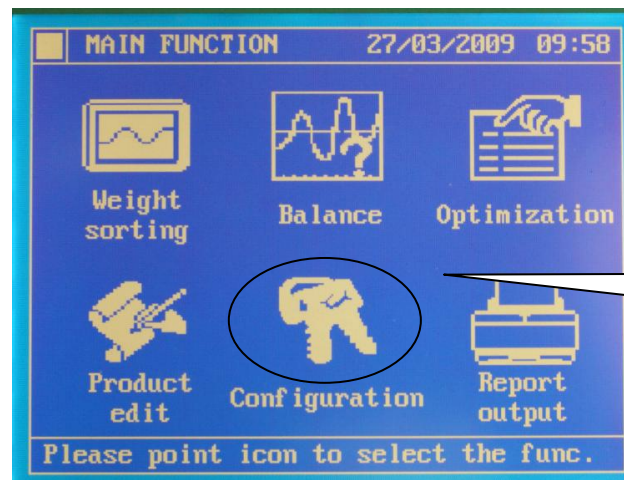 MAIN FUNCTION 27/03/2009 09:58
Weight
sorting
Balance
Optimization
Product
edit
Configuration
Report
output
Please point icon to select the func.